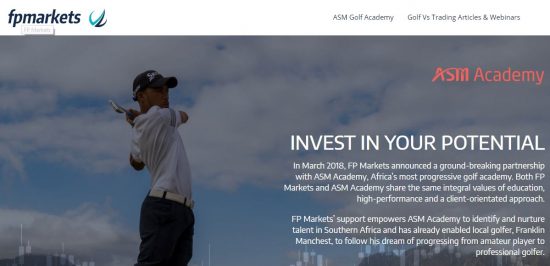 fpmarkets
FP Markets
ASM Golf Academy
Golf Vs Trading Articles & Webinars
ASM Academy
INVEST IN YOUR POTENTIAL
In March 2018, FP Markets announced a ground-breaking partnership
with ASM Academy, Africa's most progressive golf academy. Both FP
Markets and ASM Academy share the same integral values of education,
high-performance and a client-orientated approach.
FP Markets' support empowers ASM Academy to identify and nurture
talent in Southern Africa and has already enabled local golfer, Franklin
Manchest, to follow his dream of progressing from amateur player to
professional golfer.